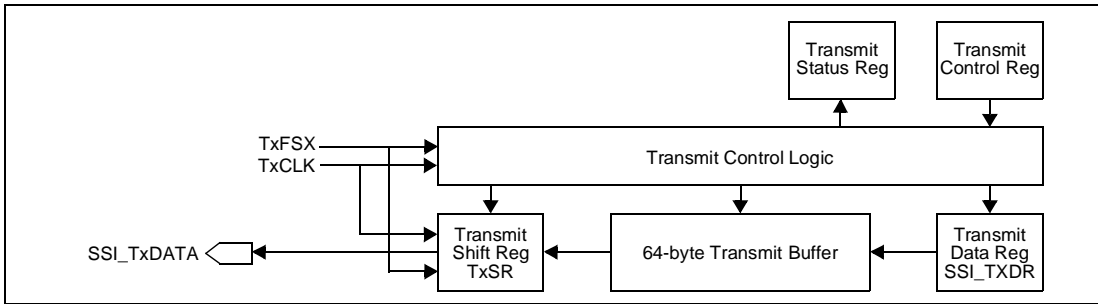 Transmit
Status Reg
Transmit
Control Reg
TxFSX
TxCLK
Transmit Control Logic
SSI_TxDATA
Transmit
Shift Reg
TxSR
64-byte Transmit Buffer
Transmit
Data Reg
SSI_TXDR